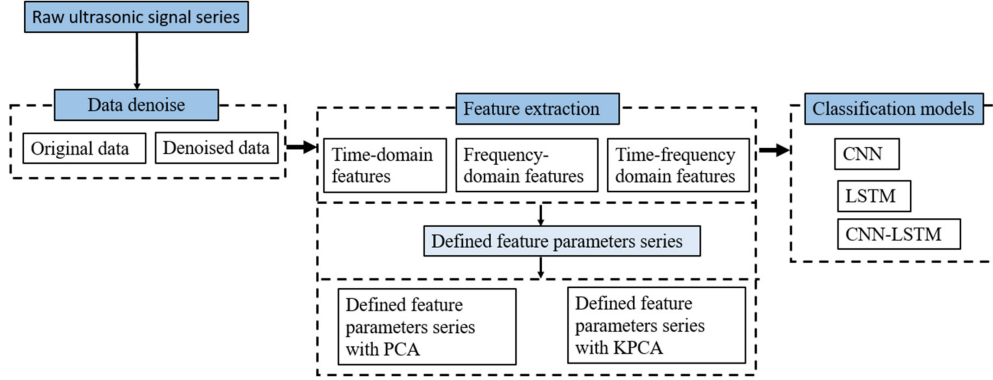 Raw ultrasonic signal series
Data denoise
Original data
Denoised data
Feature extraction
Time-domain
features
Frequency-
domain features
Time-frequency
domain features
Defined feature parameters series
Defined feature
parameters series
with PCA
Defined feature
parameters series
with KPCA
Classification models
CNN
LSTM
CNN-LSTM